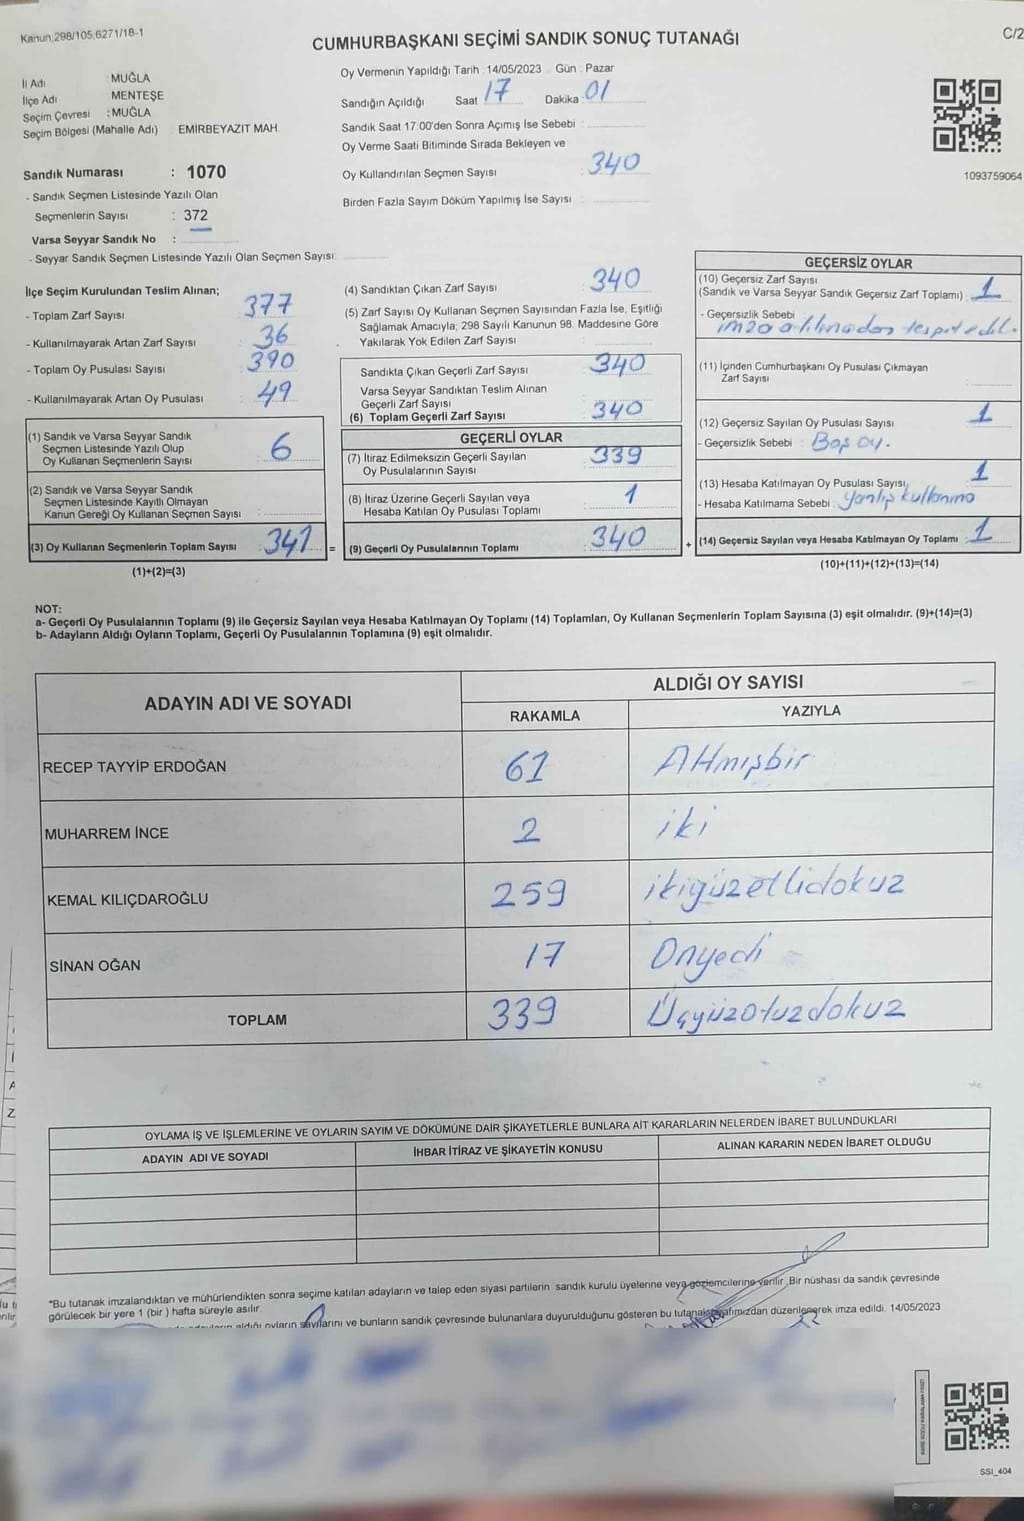 Kanun:298/105;6271/18-1
CUMHURBAŞKANI SEÇİMİ SANDIK SONUÇ TUTANAĞI
C/2
İl Adı : MUĞLA
İlçe Adı MENTEŞE
Seçim Çevresi : MUĞLA
Seçim Bölgesi (Mahalle Adı) : EMİRBEYAZIT MAH.
Sandık Numarası : 1070
- Sandık Seçmen Listesinde Yazılı Olan
Seçmenlerin Sayısı : 372
Varsa Seyyar Sandık No :
- Seyyar Sandık Seçmen Listesinde Yazılı Olan Seçmen Sayısı:
Oy Vermenin Yapıldığı Tarih : 14/05/2023 Gün : Pazar
Sandığın Açıldığı Saat 17 Dakika : 01
Sandık Saat 17.00'den Sonra Açımış İse Sebebi :
Oy Verme Saati Bitiminde Sırada Bekleyen ve
Oy Kullandırılan Seçmen Sayısı : 340
Birden Fazla Sayım Döküm Yapılmış İse Sayısı :
1093759064
İlçe Seçim Kurulundan Teslim Alınan;
- Toplam Zarf Sayısı : 377
- Kullanılmayarak Artan Zarf Sayısı : 36
- Toplam Oy Pusulası Sayısı : 390
- Kullanılmayarak Artan Oy Pusulası : 49
(1) Sandık ve Varsa Seyyar Sandık
Seçmen Listesinde Yazılı Olup
Oy Kullanan Seçmenlerin Sayısı : 6
(2) Sandık ve Varsa Seyyar Sandık
Seçmen Listesinde Kayıtlı Olmayan
Kanun Gereği Oy Kullanan Seçmen Sayısı :
(3) Oy Kullanan Seçmenlerin Toplam Sayısı : 341 =
(1)+(2)=(3)
(4) Sandıktan Çıkan Zarf Sayısı : 340
(5) Zarf Sayısı Oy Kullanan Seçmen Sayısından Fazla İse, Eşitliği
Sağlamak Amacıyla; 298 Sayılı Kanunun 98. Maddesine Göre
Yakılarak Yok Edilen Zarf Sayısı :
Sandıkta Çıkan Geçerli Zarf Sayısı : 340
Varsa Seyyar Sandıktan Teslim Alınan
Geçerli Zarf Sayısı :
(6) Toplam Geçerli Zarf Sayısı : 340
GEÇERLİ OYLAR
(7) İtiraz Edilmeksizin Geçerli Sayılan
Oy Pusulalarının Sayısı : 339
(8) İtiraz Üzerine Geçerli Sayılan veya
Hesaba Katılan Oy Pusulası Toplamı : 1
(9) Geçerli Oy Pusulalarının Toplamı : 340 +
GEÇERSİZ OYLAR
(10) Geçersiz Zarf Sayısı
(Sandık ve Varsa Seyyar Sandık Geçersiz Zarf Toplamı) : 1
- Geçersizlik Sebebi
: imza atılmadan tespit edil.
(11) İçinden Cumhurbaşkanı Oy Pusulası Çıkmayan
Zarf Sayısı :
(12) Geçersiz Sayılan Oy Pusulası Sayısı : 1
- Geçersizlik Sebebi : Boş oy.
(13) Hesaba Katılmayan Oy Pusulası Sayısı : 1
- Hesaba Katılmama Sebebi : yanlış kullanma
(14) Geçersiz Sayılan veya Hesaba Katılmayan Oy Toplamı : 1
(10)+(11)+(12)+(13)=(14)
NOT:
a- Geçerli Oy Pusulalarının Toplamı (9) ile Geçersiz Sayılan veya Hesaba Katılmayan Oy Toplamı (14) Toplamları, Oy Kullanan Seçmenlerin Toplam Sayısına (3) eşit olmalıdır. (9)+(14)=(3)
b- Adayların Aldığı Oyların Toplamı, Geçerli Oy Pusulalarının Toplamına (9) eşit olmalıdır.
ADAYIN ADI VE SOYADI
ALDIĞI OY SAYISI
RAKAMLA YAZIYLA
RECEP TAYYİP ERDOĞAN 61 Altmışbir
MUHARREM İNCE 2 iki
KEMAL KILIÇDAROĞLU 259 ikiyüzellidokuz
SİNAN OĞAN 17 Onyedi
TOPLAM 339 Üçyüzotuzdokuz
OYLAMA İŞ VE İŞLEMLERİNE VE OYLARIN SAYIM VE DÖKÜMÜNE DAİR ŞİKAYETLERLE BUNLARA AİT KARARLARIN NELERDEN İBARET BULUNDUKLARI
ADAYIN ADI VE SOYADI İHBAR İTİRAZ VE ŞİKAYETİN KONUSU ALINAN KARARIN NEDEN İBARET OLDUĞU
*Bu tutanak imzalandıktan ve mühürlendikten sonra seçime katılan adayların ve talep eden siyasi partilerin sandık kurulu üyelerine veya gözlemcilerine verilir. Bir nüshası da sandık çevresinde
görülecek bir yere 1 (bir ) hafta süreyle asılır.
aldığı oyların sayılarını ve bunların sandık çevresinde bulunanlara duyurulduğunu gösteren bu tutanak tarafımızdan düzenlenerek imza edildi. 14/05/2023
SSI_404